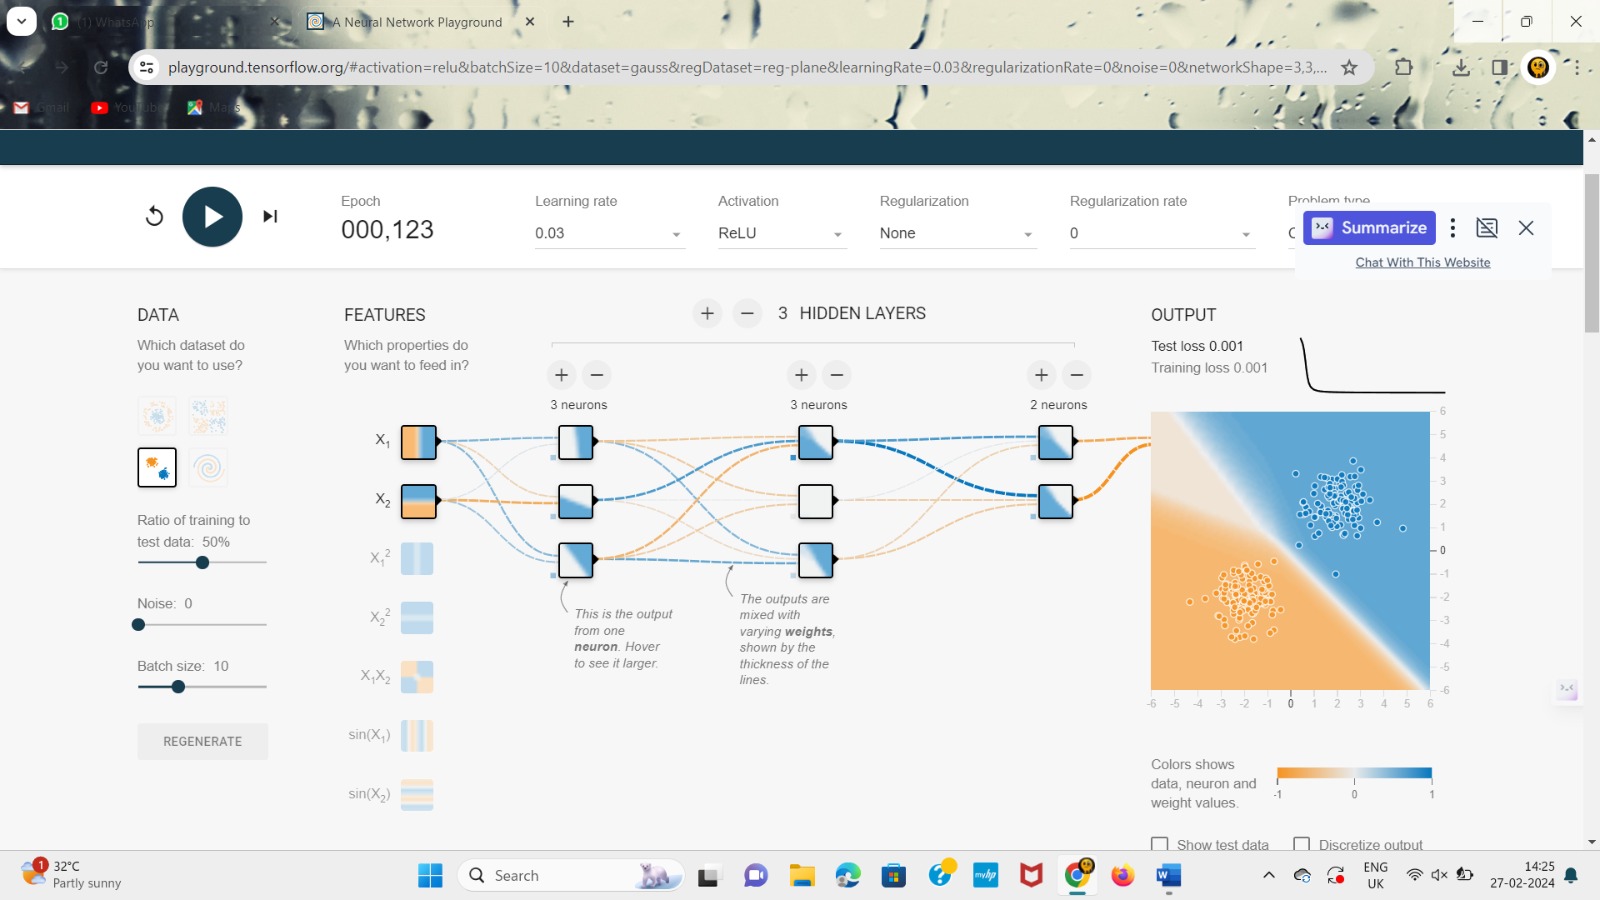 (1) WhatsApp
A Neural Network Playground
playground.tensorflow.org/#activation=relu&batchSize=10&dataset=gauss&regDataset=reg-plane&learningRate=0.03&regularizationRate=0&noise=0&networkShape=3,3,...
Gmail YouTube Maps
Epoch
000,123
Learning rate
0.03
Activation
ReLU
Regularization
None
Regularization rate
0
Problem type
Summarize
Chat With This Website
DATA
Which dataset do
you want to use?
Ratio of training to
test data: 50%
Noise: 0
Batch size: 10
REGENERATE
FEATURES
Which properties do
you want to feed in?
X1
X2
X1²
X2²
X1X2
sin(X1)
sin(X2)
+ − 3 HIDDEN LAYERS
+ −
3 neurons
+ −
3 neurons
+ −
2 neurons
This is the output
from one
neuron. Hover
to see it larger.
The outputs are
mixed with
varying weights,
shown by the
thickness of the
lines.
OUTPUT
Test loss 0.001
Training loss 0.001
6
5
4
3
2
1
0
-1
-2
-3
-4
-5
-6
-6 -5 -4 -3 -2 -1 0 1 2 3 4 5 6
Colors shows
data, neuron and
weight values.
-1 0 1
Show test data
Discretize output
1
32°C
Partly sunny
Search
myhp
ENG
UK
14:25
27-02-2024